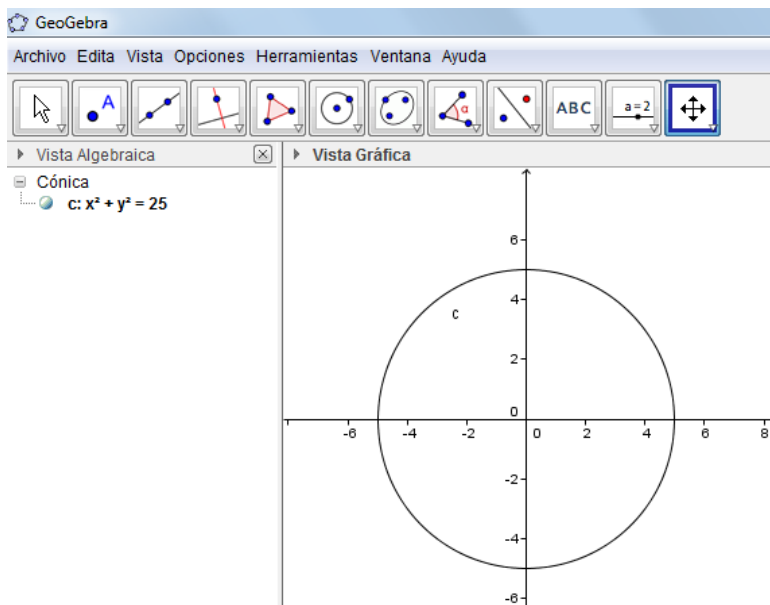 GeoGebra
Archivo Edita Vista Opciones Herramientas Ventana Ayuda
A α ABC a=2
Vista Algebraica
Vista Gráfica
Cónica
c: x² + y² = 25
6
4
c
2
0
-6 -4 -2 0 2 4 6 8
-2
-4
-6